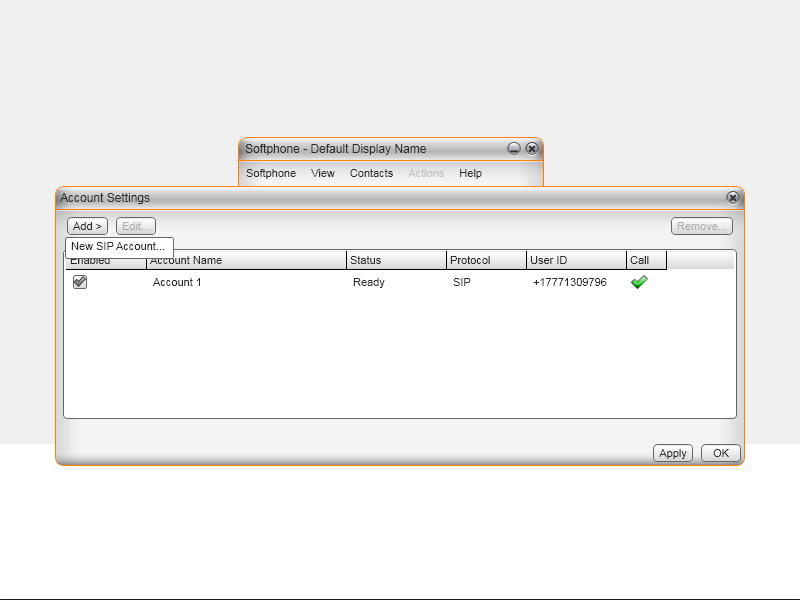 Softphone - Default Display Name
Softphone View Contacts Actions Help
Account Settings
Add > Edit... Remove...
New SIP Account...
Enabled Account Name Status Protocol User ID Call
Account 1 Ready SIP +17771309796
Apply OK